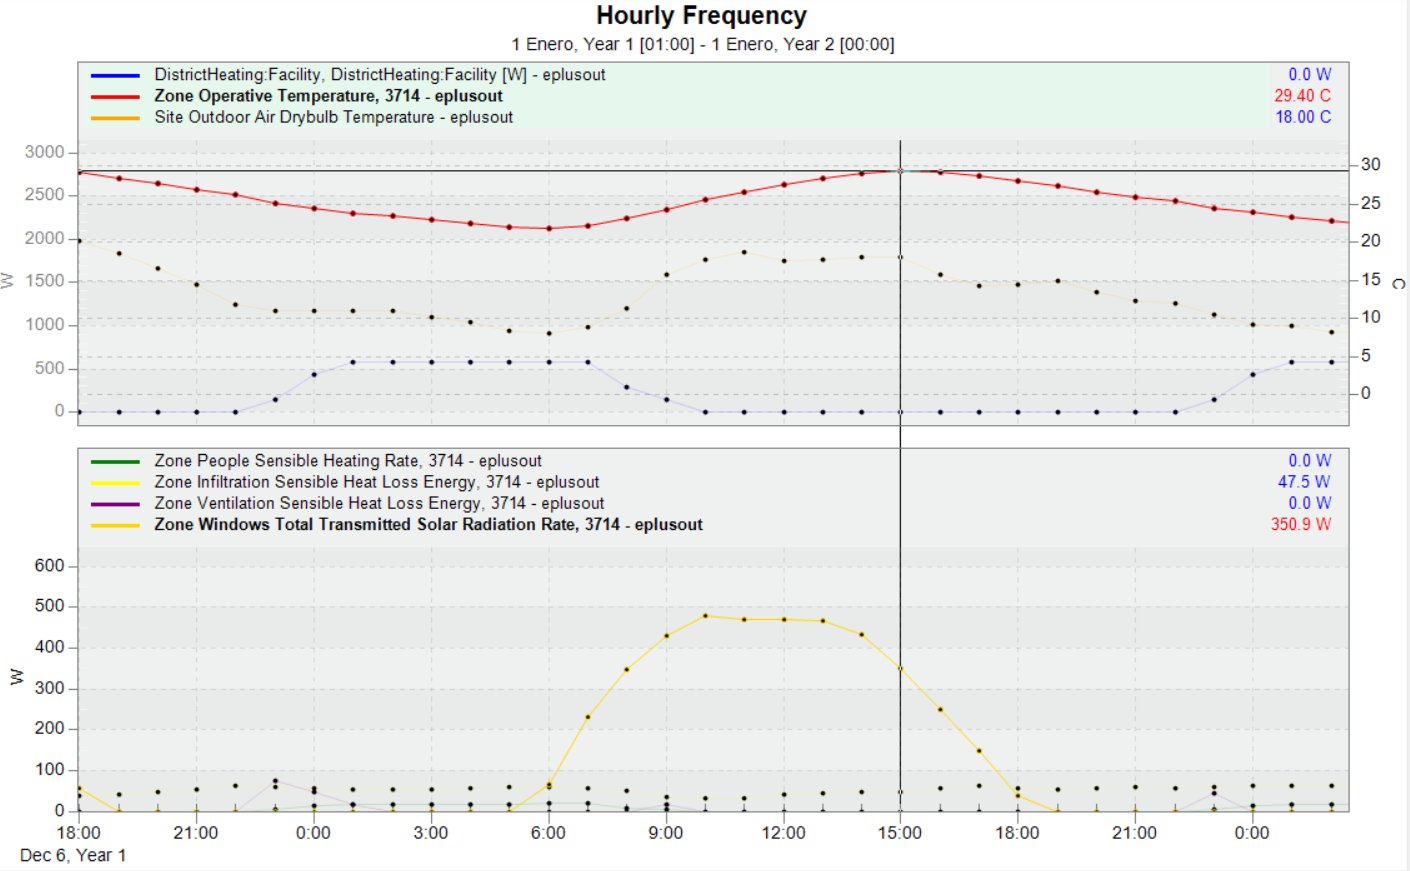 Hourly Frequency
1 Enero, Year 1 [01:00] - 1 Enero, Year 2 [00:00]
DistrictHeating:Facility, DistrictHeating:Facility [W] - eplusout 0.0 W
Zone Operative Temperature, 3714 - eplusout 29.40 C
Site Outdoor Air Drybulb Temperature - eplusout 18.00 C
3000
2500
2000
1500
1000
500
0
W
30
25
20
15
10
5
0
C
Zone People Sensible Heating Rate, 3714 - eplusout 0.0 W
Zone Infiltration Sensible Heat Loss Energy, 3714 - eplusout 47.5 W
Zone Ventilation Sensible Heat Loss Energy, 3714 - eplusout 0.0 W
Zone Windows Total Transmitted Solar Radiation Rate, 3714 - eplusout 350.9 W
600
500
400
300
200
100
0
W
18:00 21:00 0:00 3:00 6:00 9:00 12:00 15:00 18:00 21:00 0:00
Dec 6, Year 1